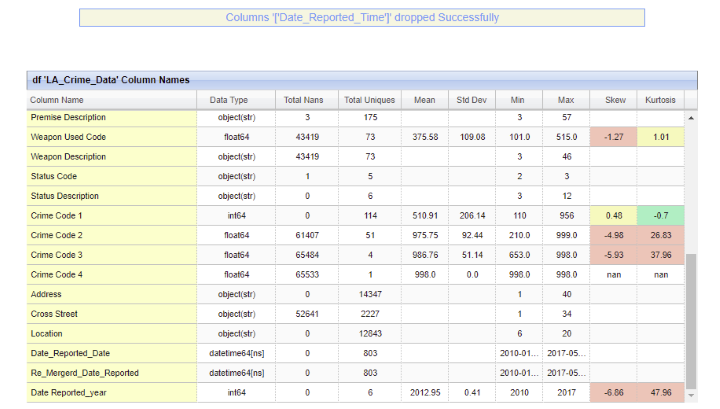 Columns '['Date_Reported_Time']' dropped Successfully
df 'LA_Crime_Data' Column Names
Column Name Data Type Total Nans Total Uniques Mean Std Dev Min Max Skew Kurtosis
Premise Description object(str) 3 175 3 57
Weapon Used Code float64 43419 73 375.58 109.08 101.0 515.0 -1.27 1.01
Weapon Description object(str) 43419 73 3 46
Status Code object(str) 1 5 2 3
Status Description object(str) 0 6 3 12
Crime Code 1 int64 0 114 510.91 206.14 110 956 0.48 -0.7
Crime Code 2 float64 61407 51 975.75 92.44 210.0 999.0 -4.98 26.83
Crime Code 3 float64 65484 4 986.76 51.14 653.0 998.0 -5.93 37.96
Crime Code 4 float64 65533 1 998.0 0.0 998.0 998.0 nan nan
Address object(str) 0 14347 1 40
Cross Street object(str) 52641 2227 1 34
Location object(str) 0 12843 6 20
Date_Reported_Date datetime64[ns] 0 803 2010-01... 2017-05...
Re_Mergerd_Date_Reported datetime64[ns] 0 803 2010-01... 2017-05...
Date Reported_year int64 0 6 2012.95 0.41 2010 2017 -6.86 47.96